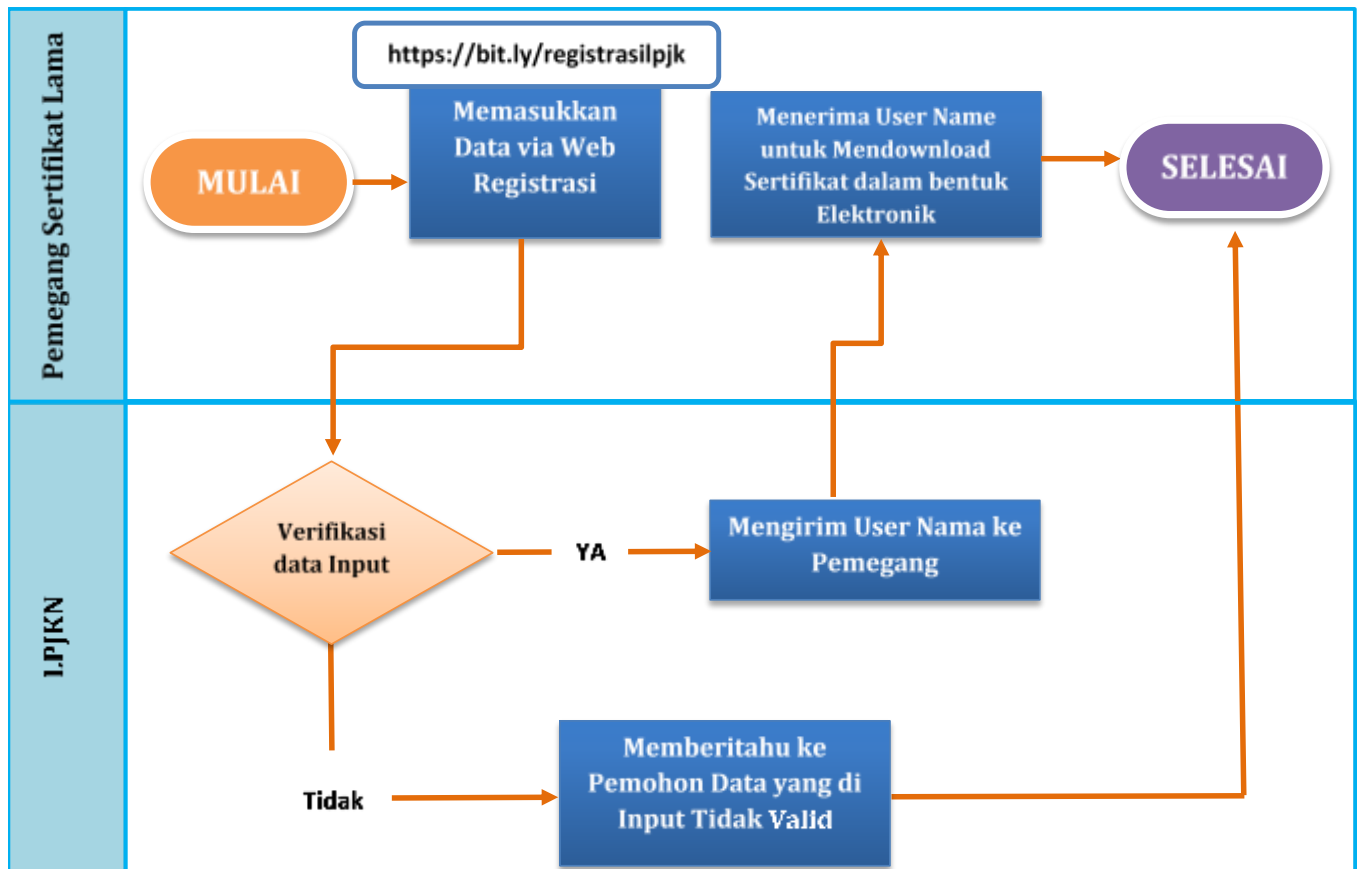 Pemegang Sertifikat Lama
https://bit.ly/registrasilpjk
MULAI
Memasukkan
Data via Web
Registrasi
Menerima User Name
untuk Mendownload
Sertifikat dalam bentuk
Elektronik
SELESAI
LPJKN
Verifikasi
data Input
YA
Mengirim User Nama ke
Pemegang
Tidak
Memberitahu ke
Pemohon Data yang di
Input Tidak Valid